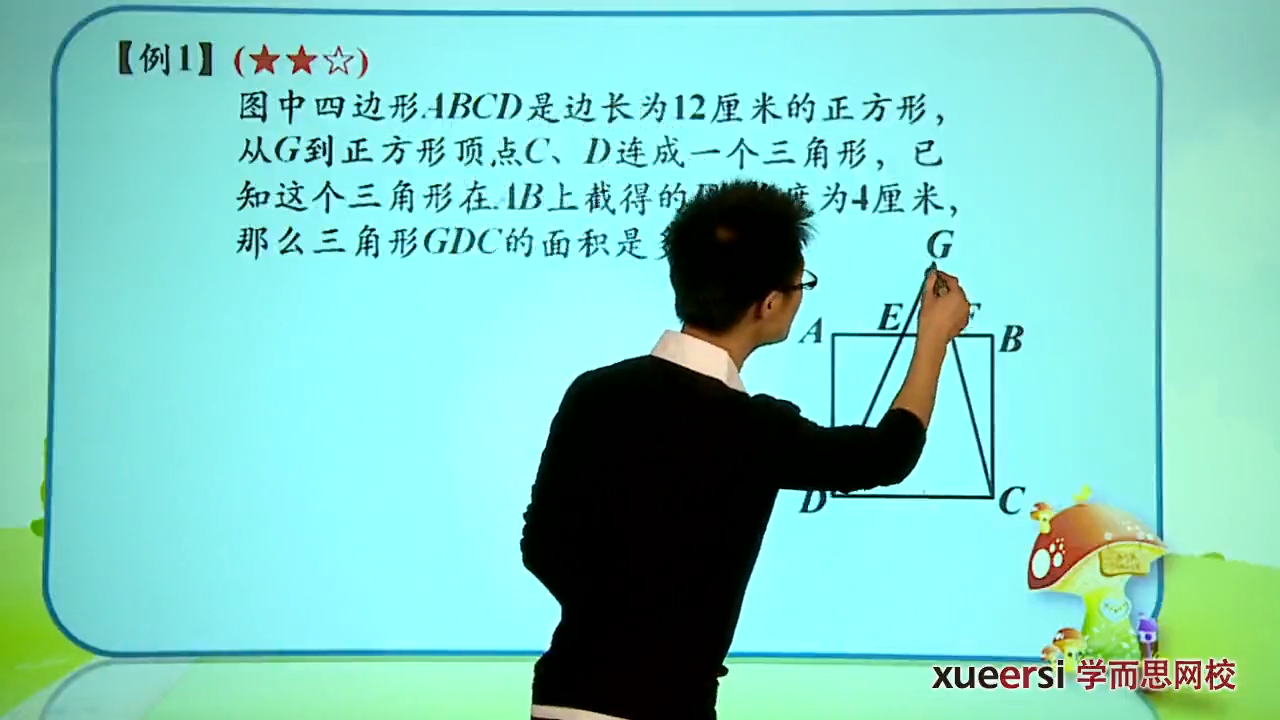 【例1】(★★☆)
图中四边形ABCD是边长为12厘米的正方形，
从G到正方形顶点C、D连成一个三角形，已
知这个三角形在AB上截得的 度为4厘米，
那么三角形GDC的面积是
G
A E F B
D C
xueersi 学而思网校